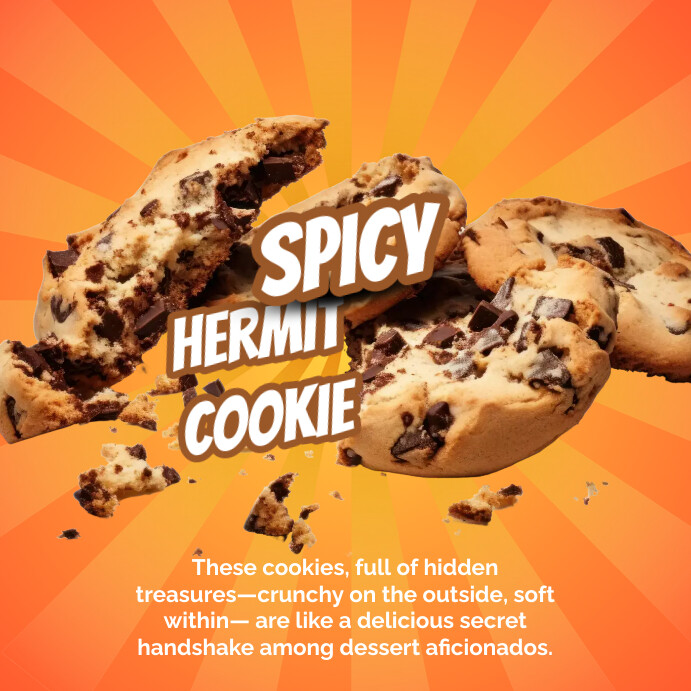 SPICY
HERMIT
COOKIE
These cookies, full of hidden
treasures—crunchy on the outside, soft
within— are like a delicious secret
handshake among dessert aficionados.